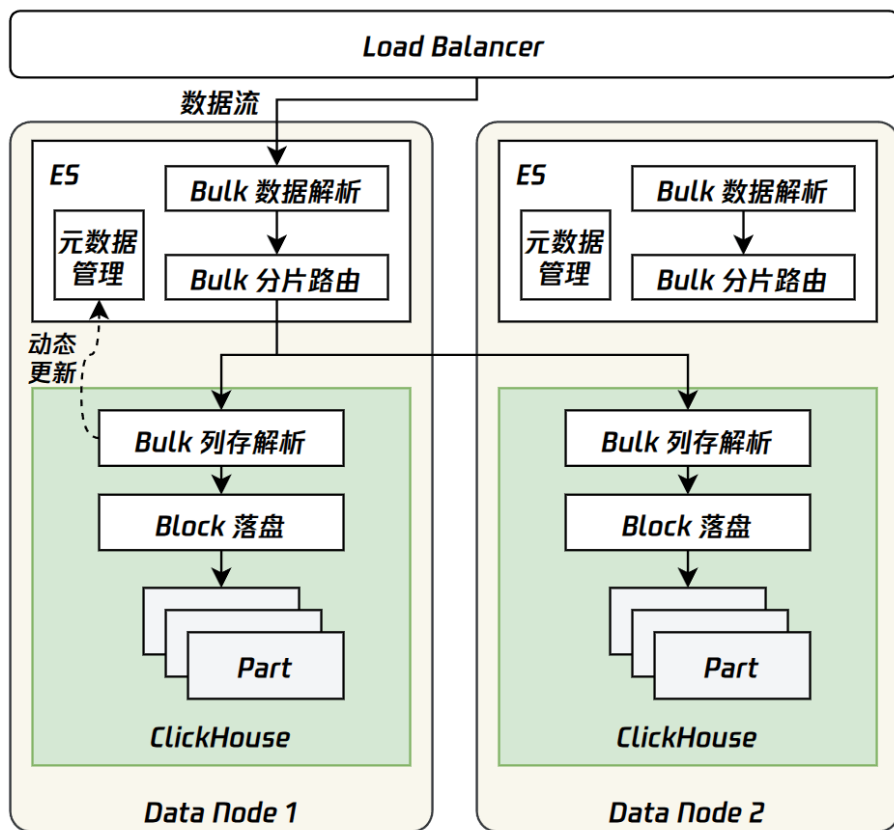 Load Balancer
数据流
ES
Bulk 数据解析
元数据
管理
Bulk 分片路由
动态
更新
Bulk 列存解析
Block 落盘
Part
ClickHouse
Data Node 1
ES
Bulk 数据解析
元数据
管理
Bulk 分片路由
Bulk 列存解析
Block 落盘
Part
ClickHouse
Data Node 2